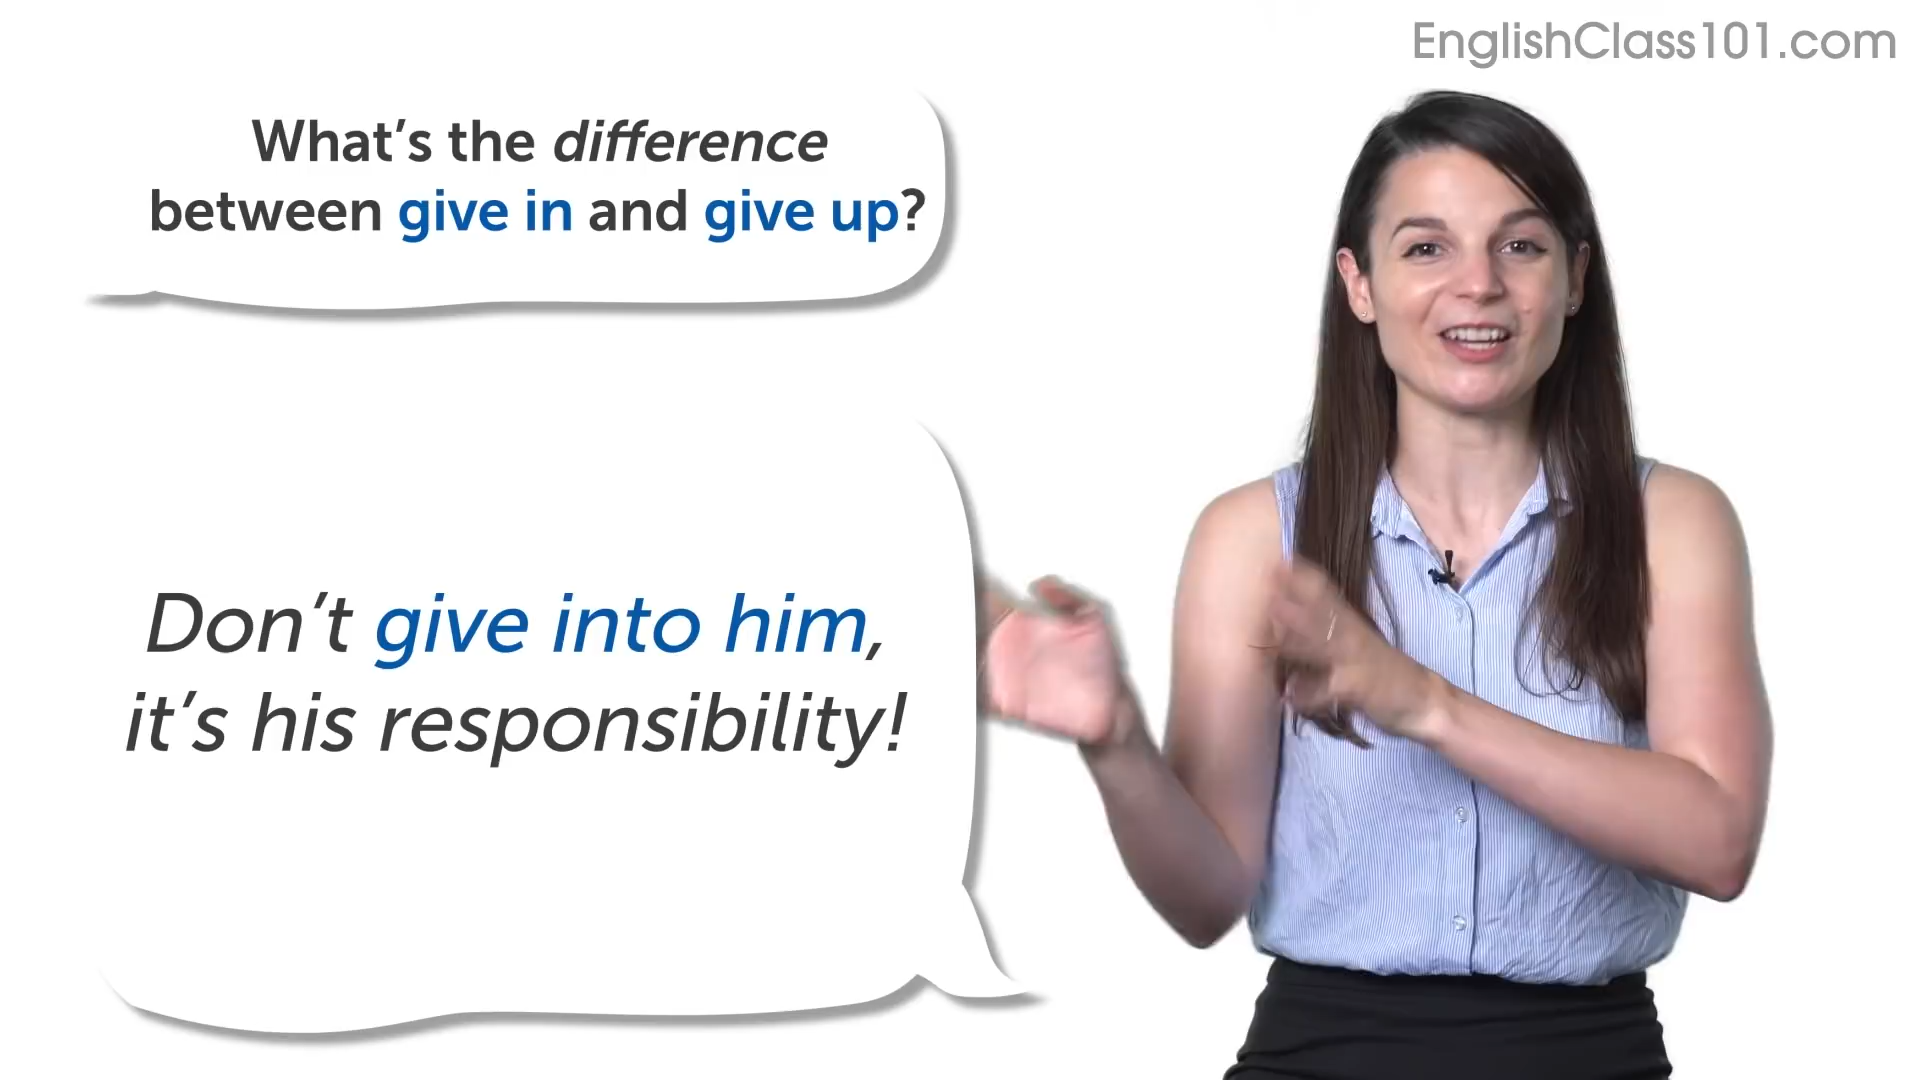 EnglishClass101.com
What’s the difference
between give in and give up?
Don’t give into him,
it’s his responsibility!